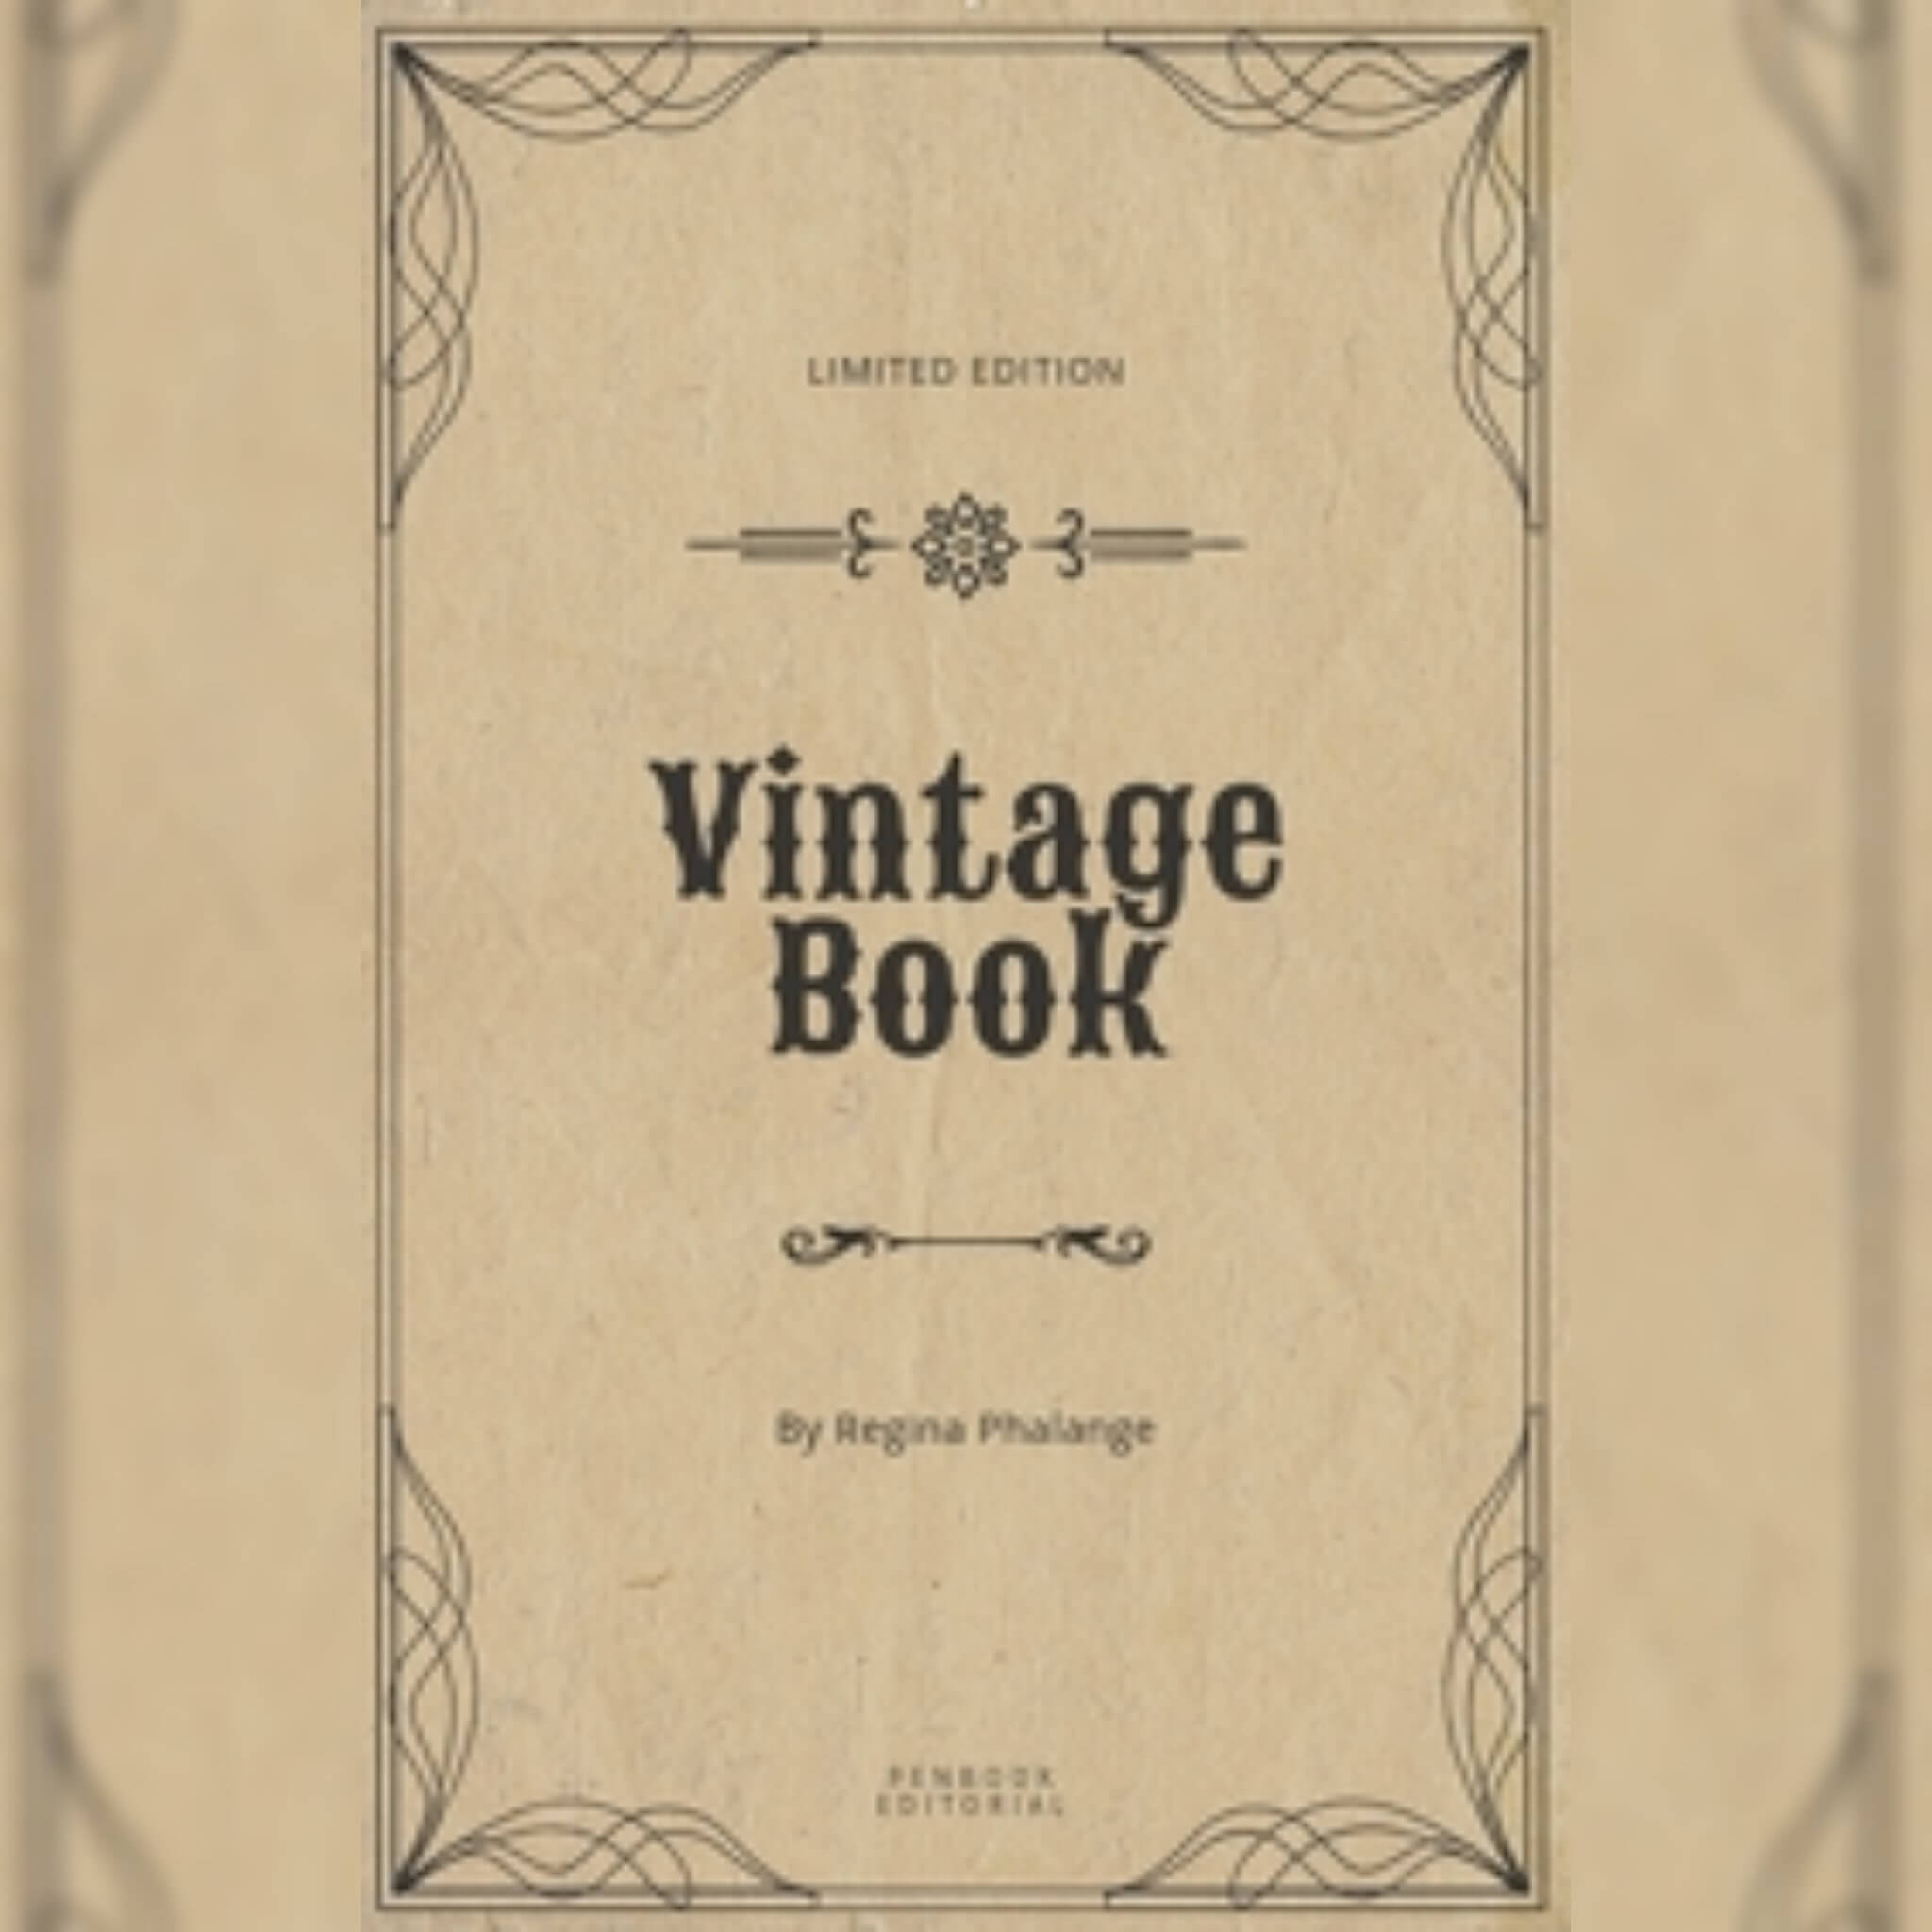 LIMITED EDITION
Vintage
Book
By Regina Phalange
PENBOOK
EDITORIAL